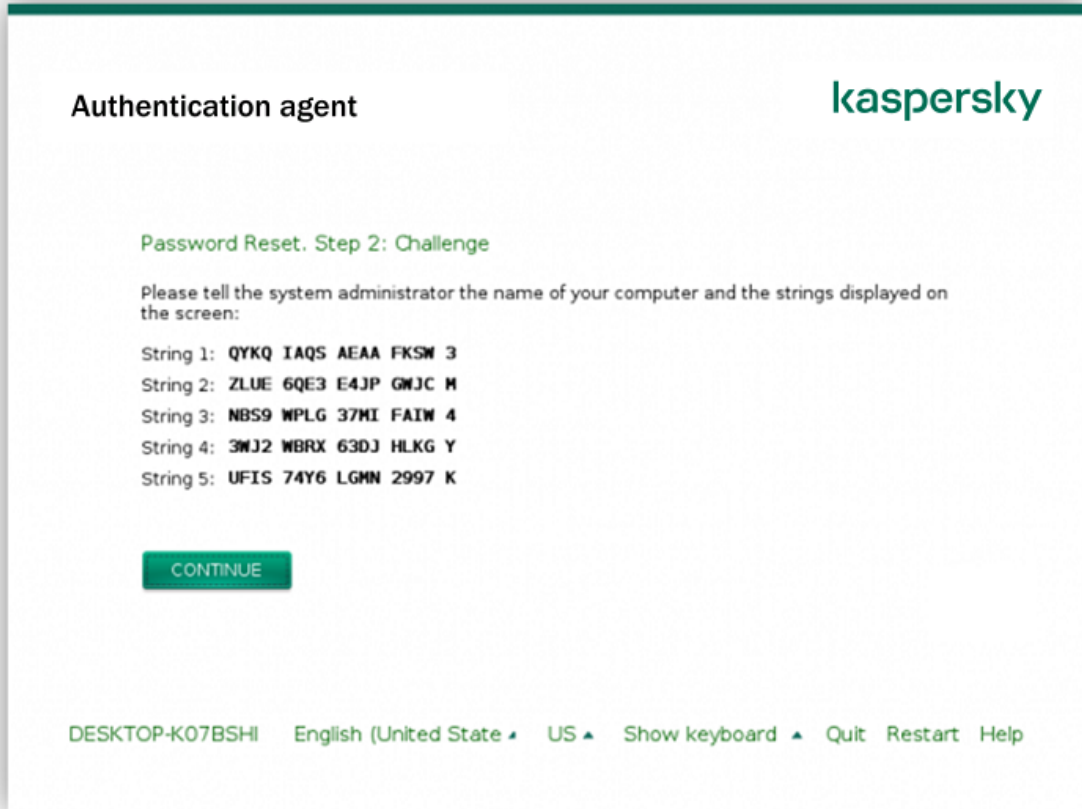 Authentication agent
kaspersky
Password Reset. Step 2: Challenge
Please tell the system administrator the name of your computer and the strings displayed on
the screen:
String 1: QYKQ IAQS AEAA FKSW 3
String 2: ZLUE 6QE3 E4JP GWJC M
String 3: NBS9 WPLG 37MI FAIW 4
String 4: 3WJ2 WBRX 63DJ HLKG Y
String 5: UFIS 74Y6 LGMN 2997 K
CONTINUE
DESKTOP-K07BSHI English (United State US Show keyboard Quit Restart Help